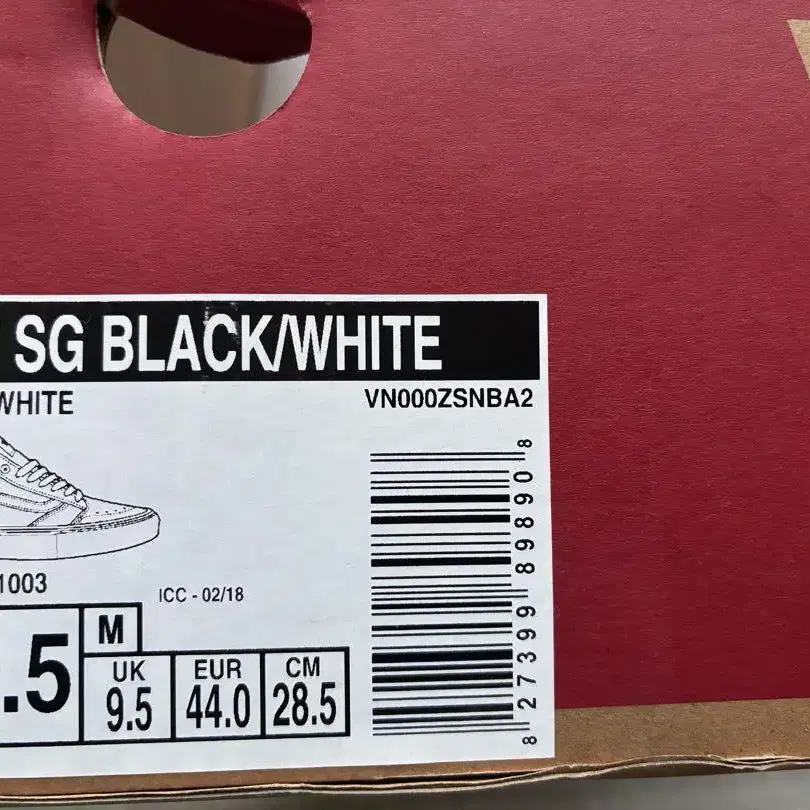 SG BLACK/WHITE
WHITE
VN000ZSNBA2
1003
ICC - 02/18
.5
M
UK
9.5
EUR
44.0
CM
28.5
8 27399 89890 8